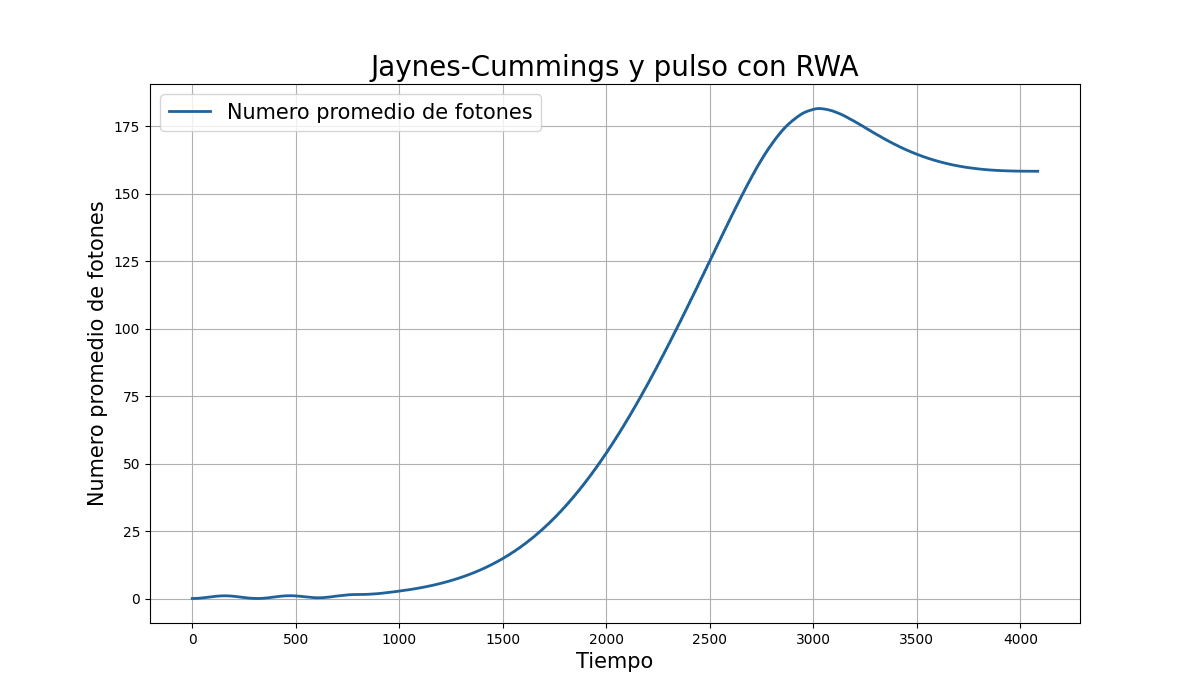 Jaynes-Cummings y pulso con RWA
Numero promedio de fotones
Numero promedio de fotones
175
150
125
100
75
50
25
0
0 500 1000 1500 2000 2500 3000 3500 4000
Tiempo